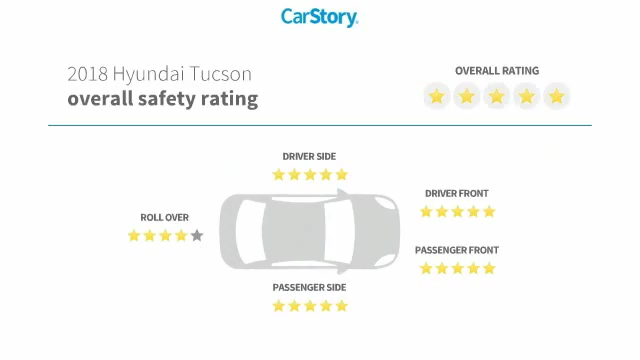 CarStory
2018 Hyundai Tucson
overall safety rating
OVERALL RATING
DRIVER SIDE
DRIVER FRONT
ROLL OVER
PASSENGER FRONT
PASSENGER SIDE